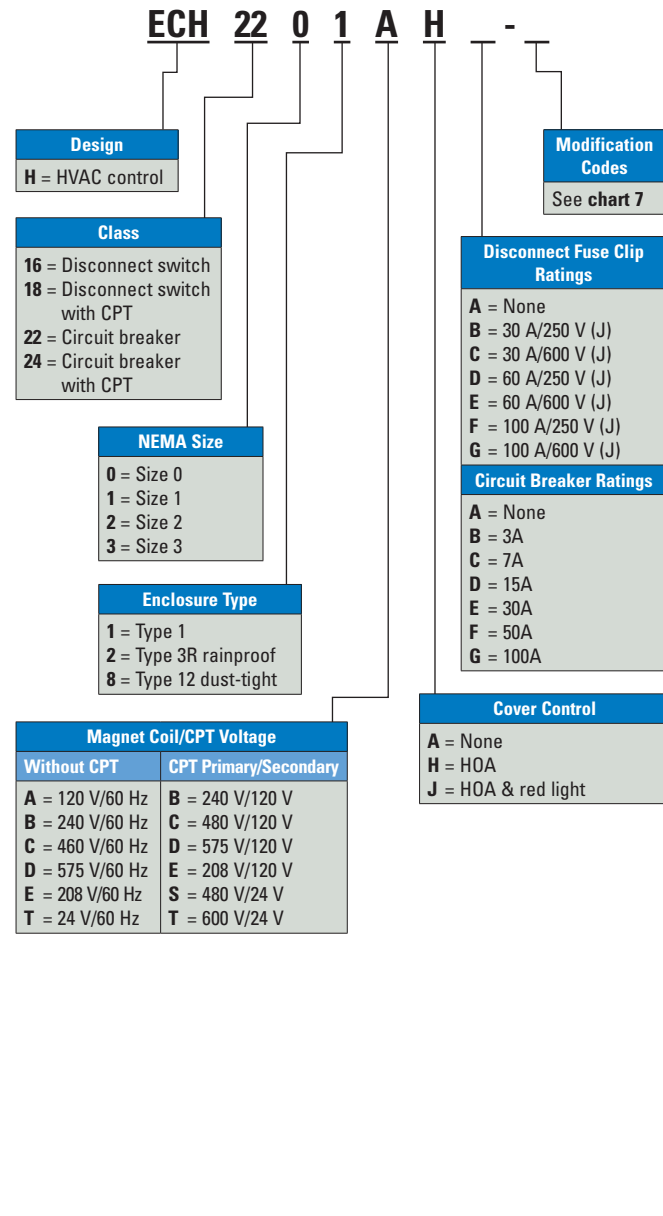 ECH 22 0 1 A H _ - _
Design
H = HVAC control
Class
16 = Disconnect switch
18 = Disconnect switch
with CPT
22 = Circuit breaker
24 = Circuit breaker
with CPT
NEMA Size
0 = Size 0
1 = Size 1
2 = Size 2
3 = Size 3
Enclosure Type
1 = Type 1
2 = Type 3R rainproof
8 = Type 12 dust-tight
Magnet Coil/CPT Voltage
Without CPT
A = 120 V/60 Hz
B = 240 V/60 Hz
C = 460 V/60 Hz
D = 575 V/60 Hz
E = 208 V/60 Hz
T = 24 V/60 Hz
CPT Primary/Secondary
B = 240 V/120 V
C = 480 V/120 V
D = 575 V/120 V
E = 208 V/120 V
S = 480 V/24 V
T = 600 V/24 V
Modification
Codes
See chart 7
Disconnect Fuse Clip
Ratings
A = None
B = 30 A/250 V (J)
C = 30 A/600 V (J)
D = 60 A/250 V (J)
E = 60 A/600 V (J)
F = 100 A/250 V (J)
G = 100 A/600 V (J)
Circuit Breaker Ratings
A = None
B = 3A
C = 7A
D = 15A
E = 30A
F = 50A
G = 100A
Cover Control
A = None
H = HOA
J = HOA & red light